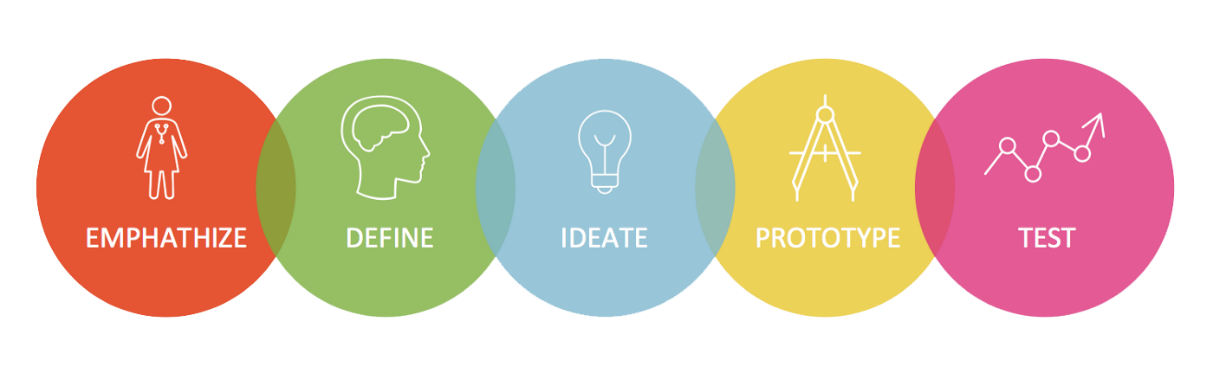 EMPHATHIZE
DEFINE
IDEATE
PROTOTYPE
TEST